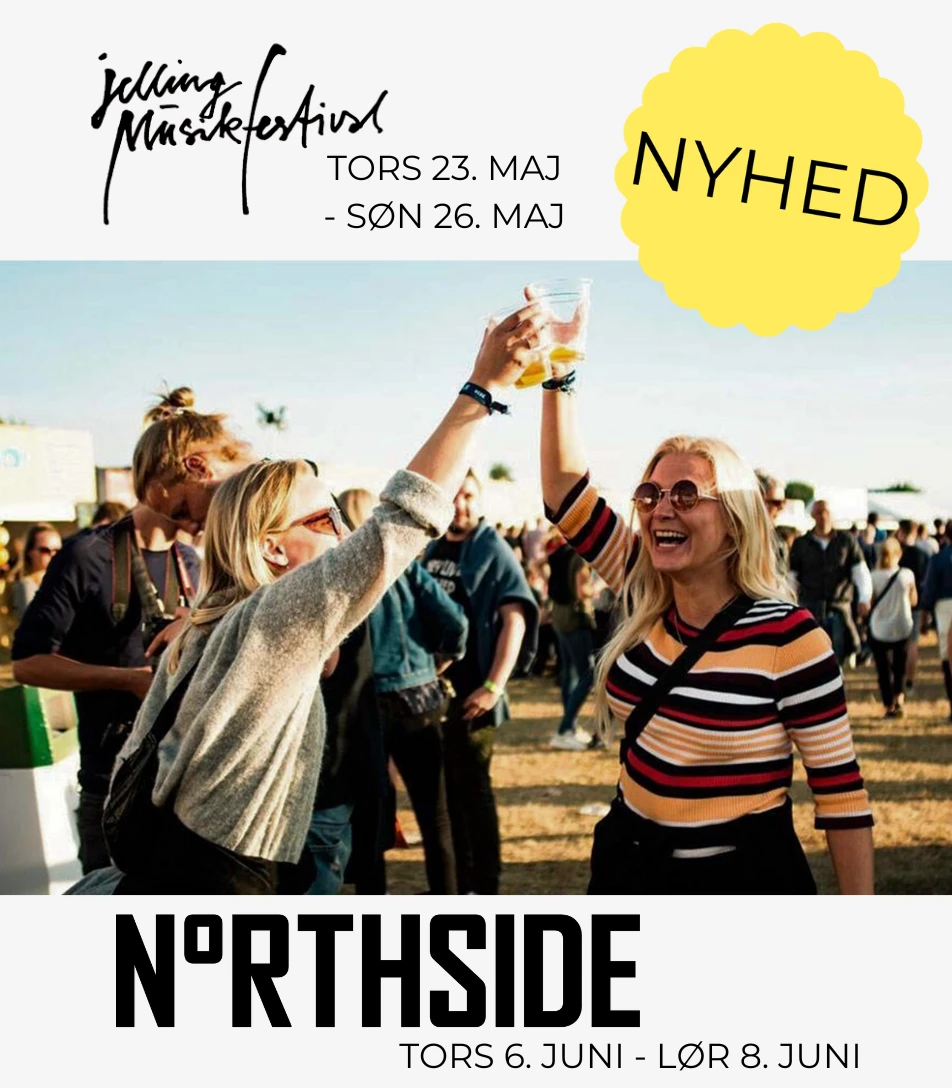 jelling
Musikfestival
TORS 23. MAJ
- SØN 26. MAJ
NYHED
NORTHSIDE
TORS 6. JUNI - LØR 8. JUNI